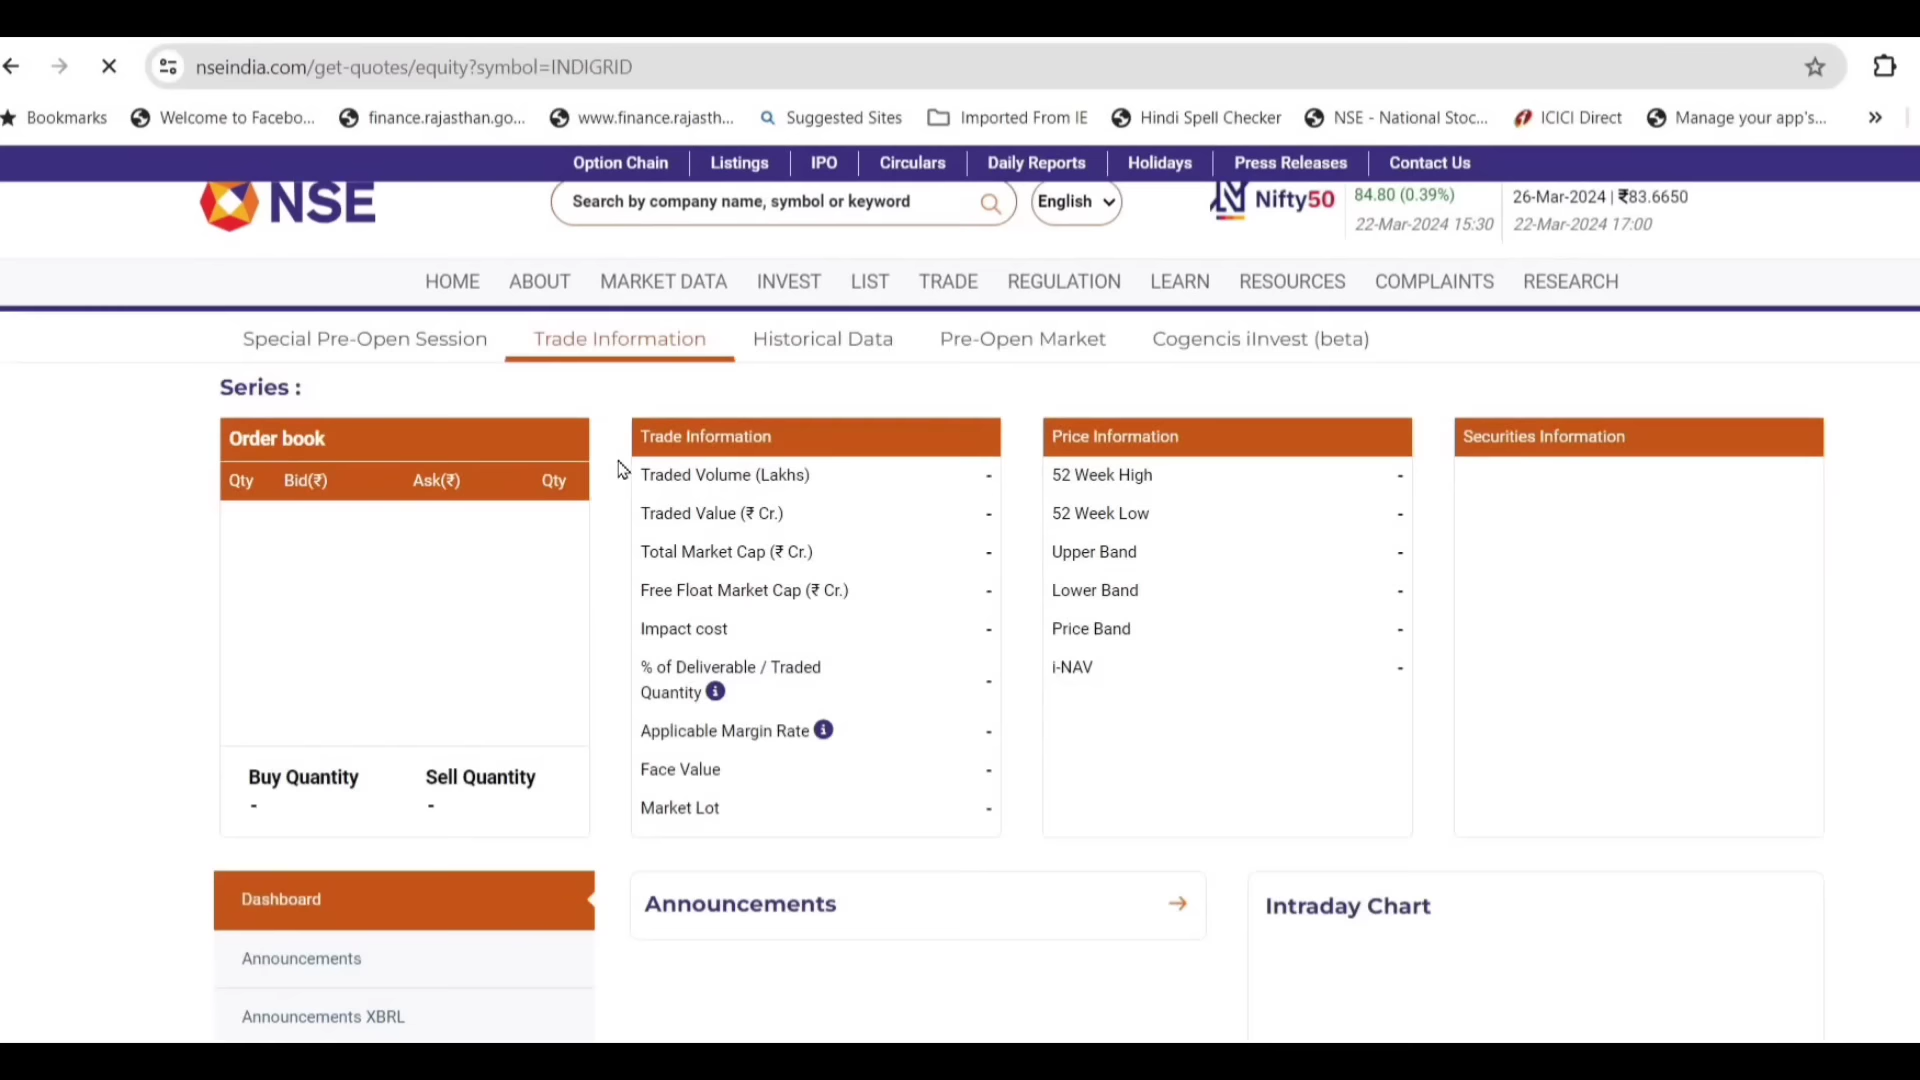 nseindia.com/get-quotes/equity?symbol=INDIGRID
Bookmarks Welcome to Facebo... finance.rajasthan.go... www.finance.rajasth... Suggested Sites Imported From IE Hindi Spell Checker NSE - National Stoc... ICICI Direct Manage your app's... »
Option Chain Listings IPO Circulars Daily Reports Holidays Press Releases Contact Us
NSE Search by company name, symbol or keyword English Nifty50 84.80 (0.39%) 26-Mar-2024 | ₹83.6650
22-Mar-2024 15:30 22-Mar-2024 17:00
HOME ABOUT MARKET DATA INVEST LIST TRADE REGULATION LEARN RESOURCES COMPLAINTS RESEARCH
Special Pre-Open Session Trade Information Historical Data Pre-Open Market Cogencis iInvest (beta)
Series :
Order book
Qty Bid(₹) Ask(₹) Qty
Buy Quantity Sell Quantity
- -
Trade Information
Traded Volume (Lakhs) -
Traded Value (₹ Cr.) -
Total Market Cap (₹ Cr.) -
Free Float Market Cap (₹ Cr.) -
Impact cost -
% of Deliverable / Traded
Quantity -
Applicable Margin Rate -
Face Value -
Market Lot -
Price Information
52 Week High -
52 Week Low -
Upper Band -
Lower Band -
Price Band -
i-NAV -
Securities Information
Dashboard
Announcements
Announcements XBRL
Announcements
Intraday Chart